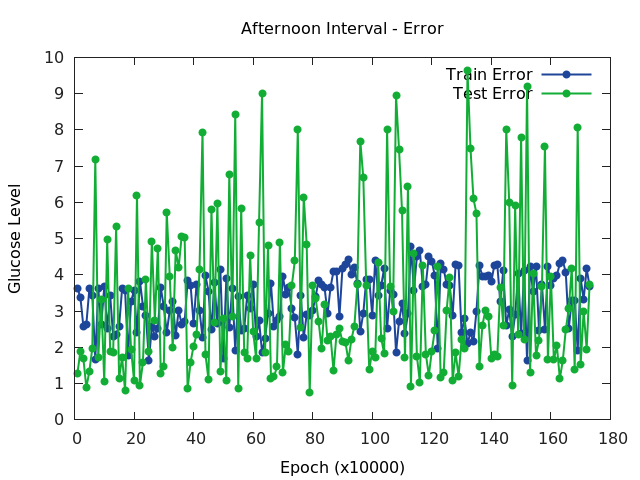 Afternoon Interval - Error
Glucose Level
10
9
8
7
6
5
4
3
2
1
0
Train Error
Test Error
0 20 40 60 80 100 120 140 160 180
Epoch (x10000)